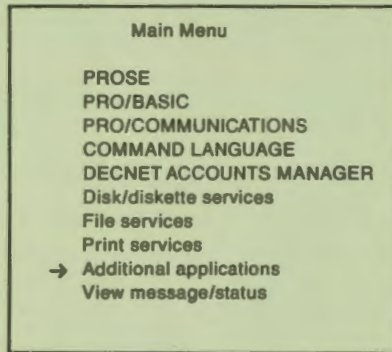 Main Menu
PROSE
PRO/BASIC
PRO/COMMUNICATIONS
COMMAND LANGUAGE
DECNET ACCOUNTS MANAGER
Disk/diskette services
File services
Print services
→ Additional applications
View message/status